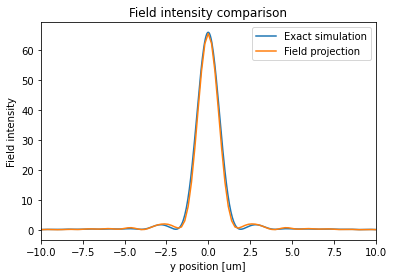 Field intensity comparison
Exact simulation
Field projection
Field intensity
60
50
40
30
20
10
0
−10.0 −7.5 −5.0 −2.5 0.0 2.5 5.0 7.5 10.0
y position [um]